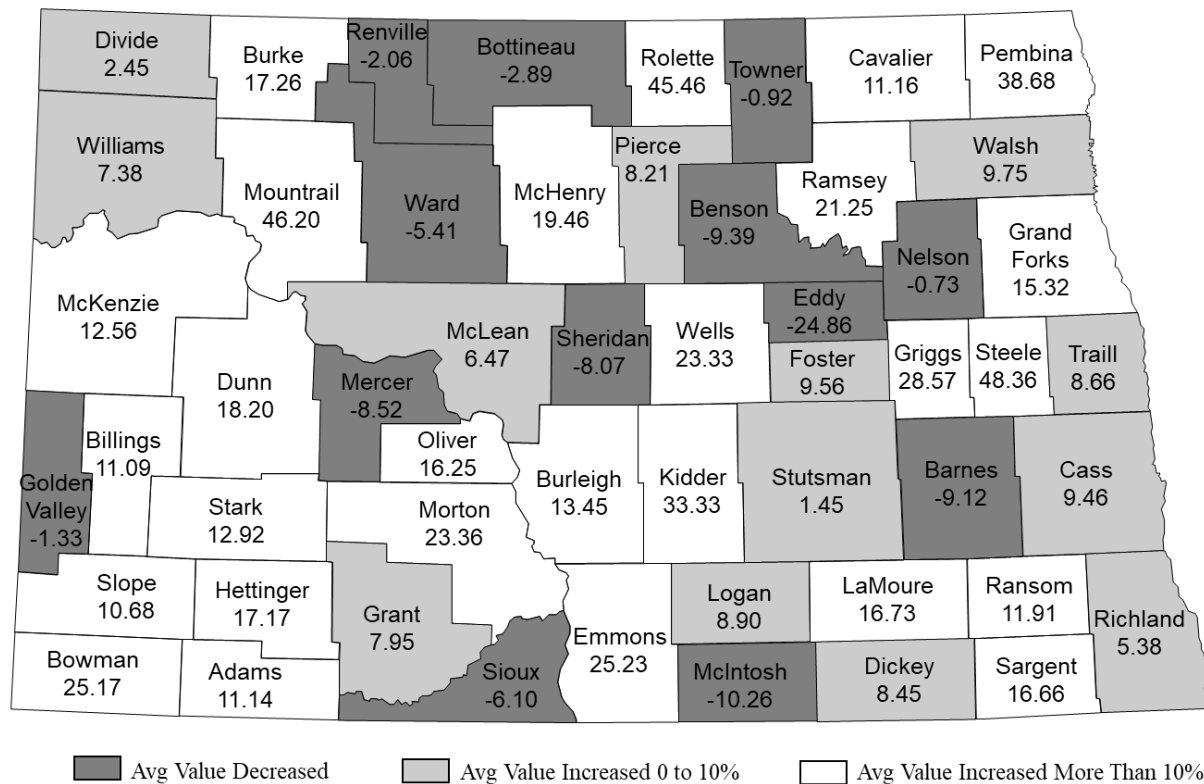 Divide
2.45
Burke
17.26
Renville
-2.06
Bottineau
-2.89
Rolette
45.46
Towner
-0.92
Cavalier
11.16
Pembina
38.68
Williams
7.38
Mountrail
46.20
Ward
-5.41
McHenry
19.46
Pierce
8.21
Benson
-9.39
Ramsey
21.25
Walsh
9.75
Nelson
-0.73
Grand
Forks
15.32
McKenzie
12.56
Dunn
18.20
McLean
6.47
Mercer
-8.52
Sheridan
-8.07
Wells
23.33
Eddy
-24.86
Foster
9.56
Griggs
28.57
Steele
48.36
Traill
8.66
Golden
Valley
-1.33
Billings
11.09
Stark
12.92
Oliver
16.25
Morton
23.36
Burleigh
13.45
Kidder
33.33
Stutsman
1.45
Barnes
-9.12
Cass
9.46
Slope
10.68
Hettinger
17.17
Grant
7.95
Bowman
25.17
Adams
11.14
Sioux
-6.10
Emmons
25.23
Logan
8.90
McIntosh
-10.26
LaMoure
16.73
Dickey
8.45
Ransom
11.91
Sargent
16.66
Richland
5.38
Avg Value Decreased
Avg Value Increased 0 to 10%
Avg Value Increased More Than 10%